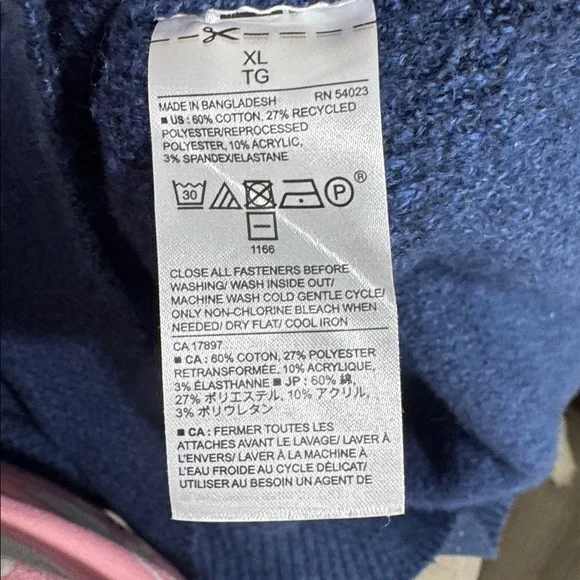 XL
TG
MADE IN BANGLADESH RN 54023
■ US : 60% COTTON, 27% RECYCLED
POLYESTER/REPROCESSED
POLYESTER, 10% ACRYLIC,
3% SPANDEX/ELASTANE
30 P ®
1166
CLOSE ALL FASTENERS BEFORE
WASHING/ WASH INSIDE OUT/
MACHINE WASH COLD GENTLE CYCLE/
ONLY NON-CHLORINE BLEACH WHEN
NEEDED/ DRY FLAT/ COOL IRON
CA 17897
■ CA : 60% COTON, 27% POLYESTER
RETRANSFORMÉE, 10% ACRYLIQUE,
3% ÉLASTHANNE ■ JP : 60% 綿,
27% ポリエステル, 10% アクリル,
3% ポリウレタン
■ CA : FERMER TOUTES LES
ATTACHES AVANT LE LAVAGE/ LAVER À
L'ENVERS/ LAVER À LA MACHINE À
L'EAU FROIDE AU CYCLE DÉLICAT/
UTILISER AU BESOIN UN AGENT DE